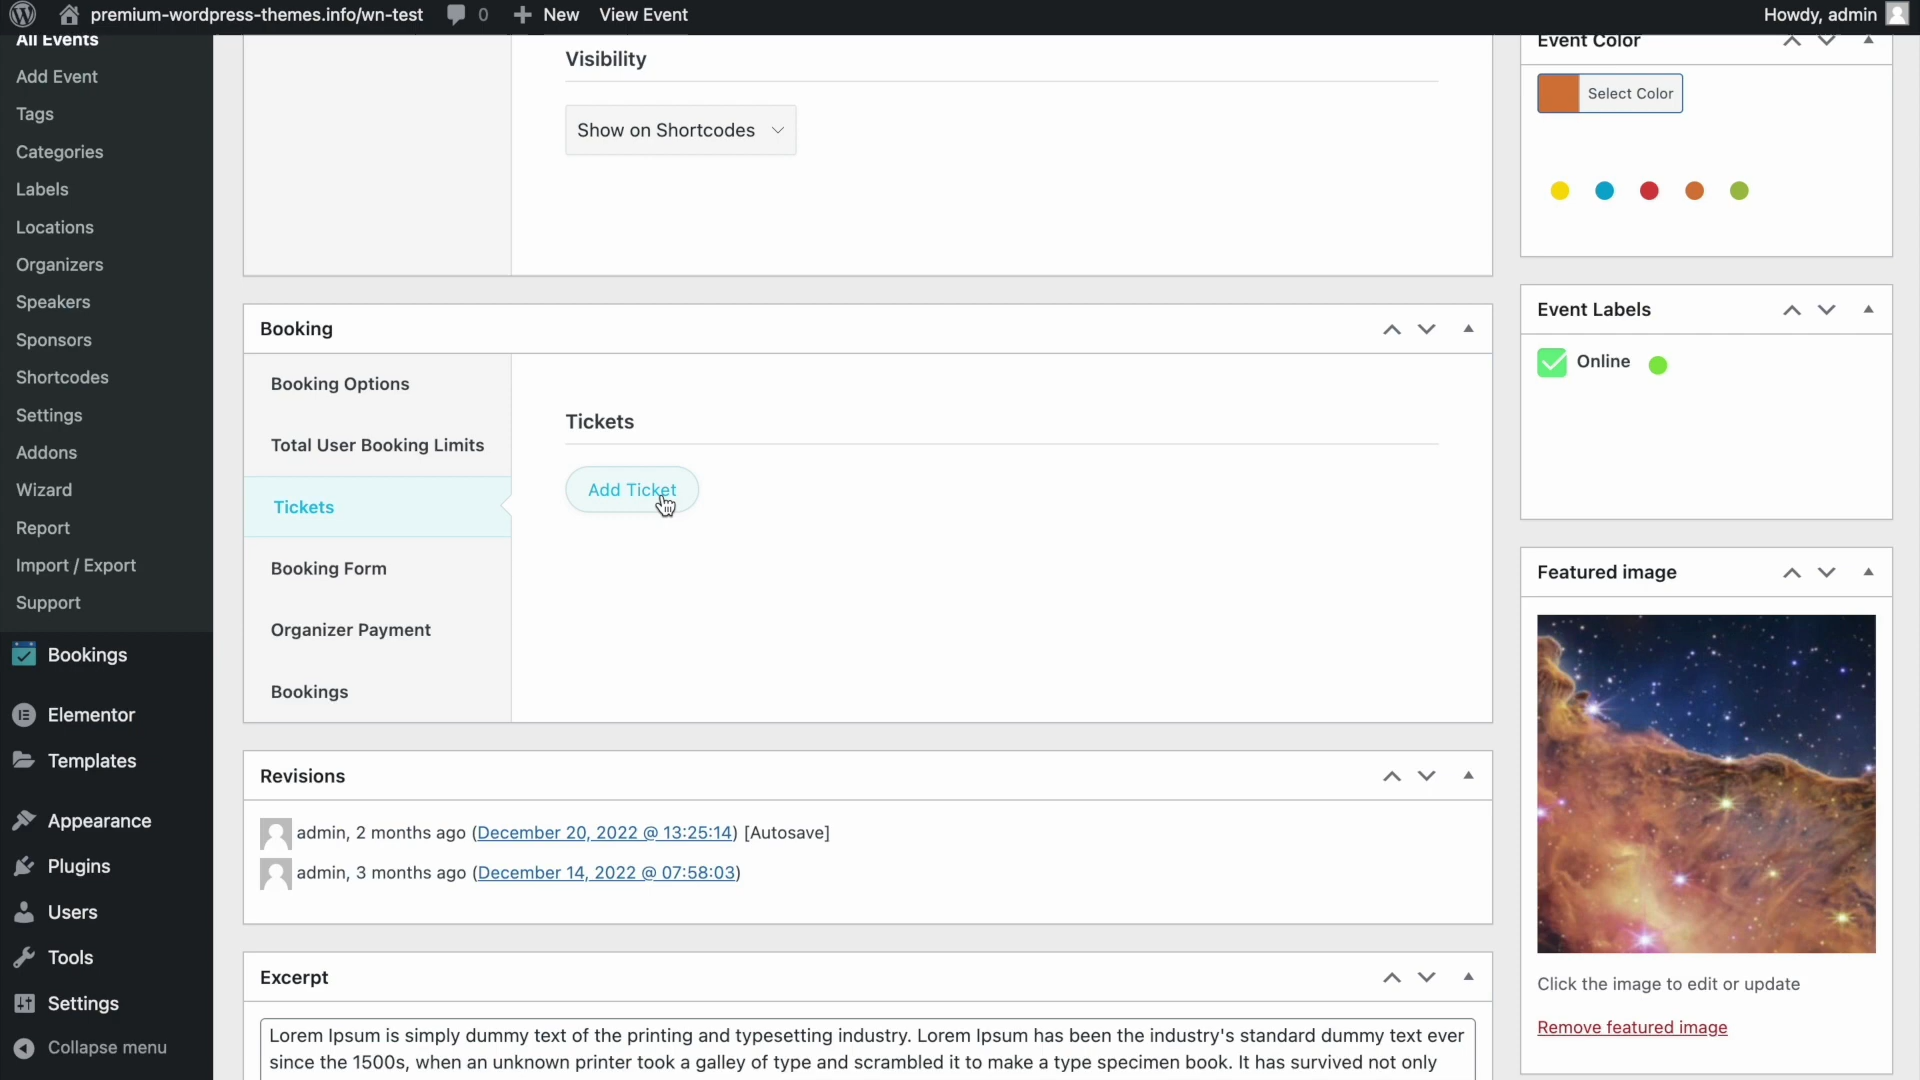 premium-wordpress-themes.info/wn-test 0 New View Event Howdy, admin
All Events
Add Event
Tags
Categories
Labels
Locations
Organizers
Speakers
Sponsors
Shortcodes
Settings
Addons
Wizard
Report
Import / Export
Support
Bookings
Elementor
Templates
Appearance
Plugins
Users
Tools
Settings
Collapse menu
Visibility
Show on Shortcodes
Booking
Booking Options
Total User Booking Limits
Tickets
Booking Form
Organizer Payment
Bookings
Tickets
Add Ticket
Revisions
admin, 2 months ago (December 20, 2022 @ 13:25:14) [Autosave]
admin, 3 months ago (December 14, 2022 @ 07:58:03)
Excerpt
Lorem Ipsum is simply dummy text of the printing and typesetting industry. Lorem Ipsum has been the industry's standard dummy text ever
since the 1500s, when an unknown printer took a galley of type and scrambled it to make a type specimen book. It has survived not only
Event Color
Select Color
Event Labels
Online
Featured image
Click the image to edit or update
Remove featured image